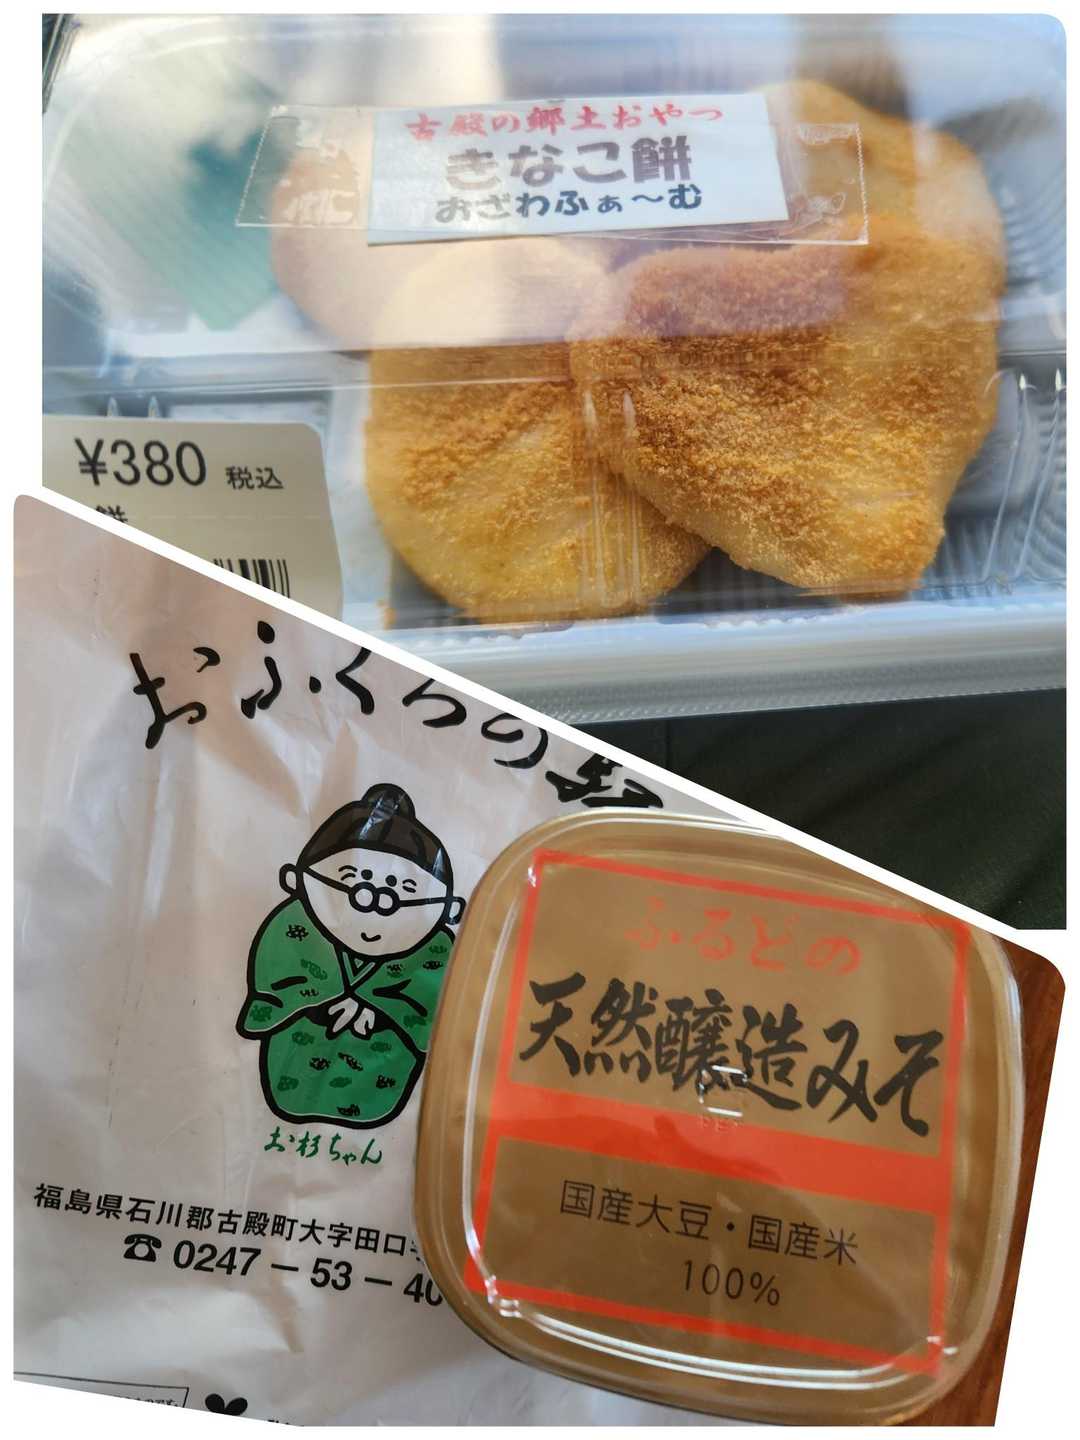 古殿の郷土おやつ
きなこ餅
おざわふぁ〜む
¥380 税込
餅
おふくろの駅
お杉ちゃん
福島県石川郡古殿町大字田口字
☎ 0247－53－40
ふるどの
天然醸造みそ
国産大豆・国産米
100%